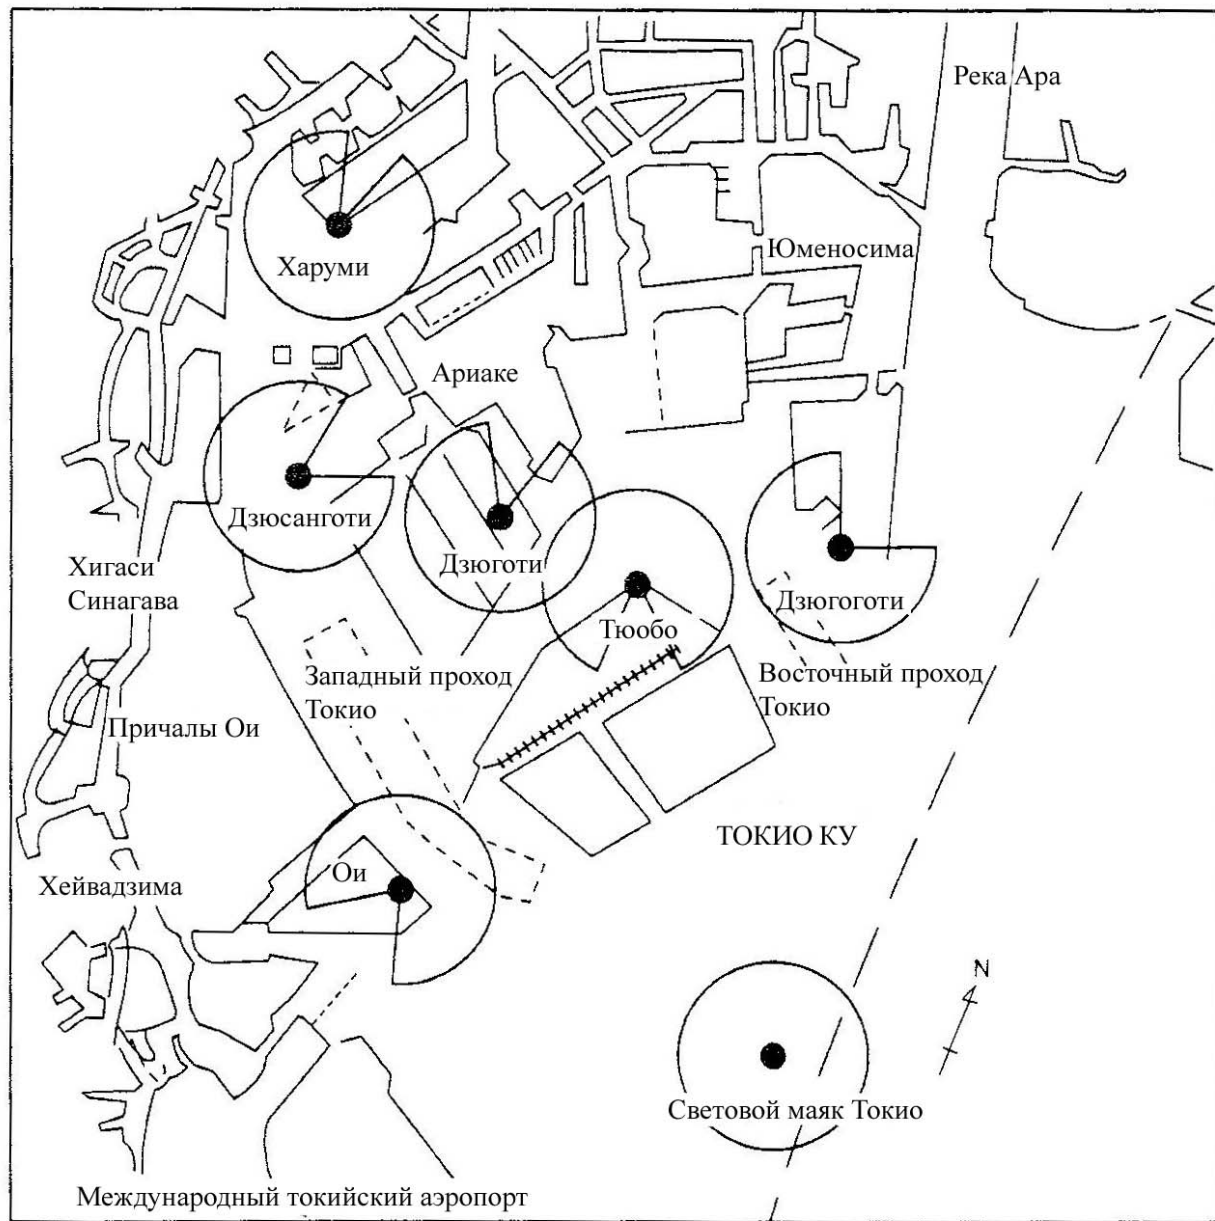 Река Ара
Юменосима
Харуми
Ариаке
Дзюсанготи
Дзюготи
Хигаси
Синагава
Дзюгоготи
Тюобо
Западный проход
Токио
Восточный проход
Токио
Причалы Ои
ТОКИО КУ
Ои
Хейвадзима
N
Световой маяк Токио
Международный токийский аэропорт